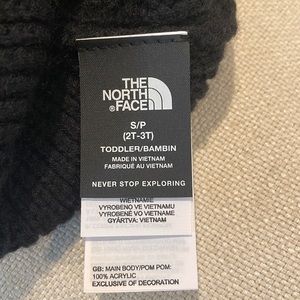 THE
NORTH
FACE
S/P
(2T-3T)
TODDLER/BAMBIN
MADE IN VIETNAM
FABRIQUÉ AU VIETNAM
NEVER STOP EXPLORING
WIETNAMIE
VYROBENO VE VIETNAMU
VYROBENÉ VO VIETNAME
GYÁRTVA: VIETNAM
GB: MAIN BODY/POM POM:
100% ACRYLIC
EXCLUSIVE OF DECORATION